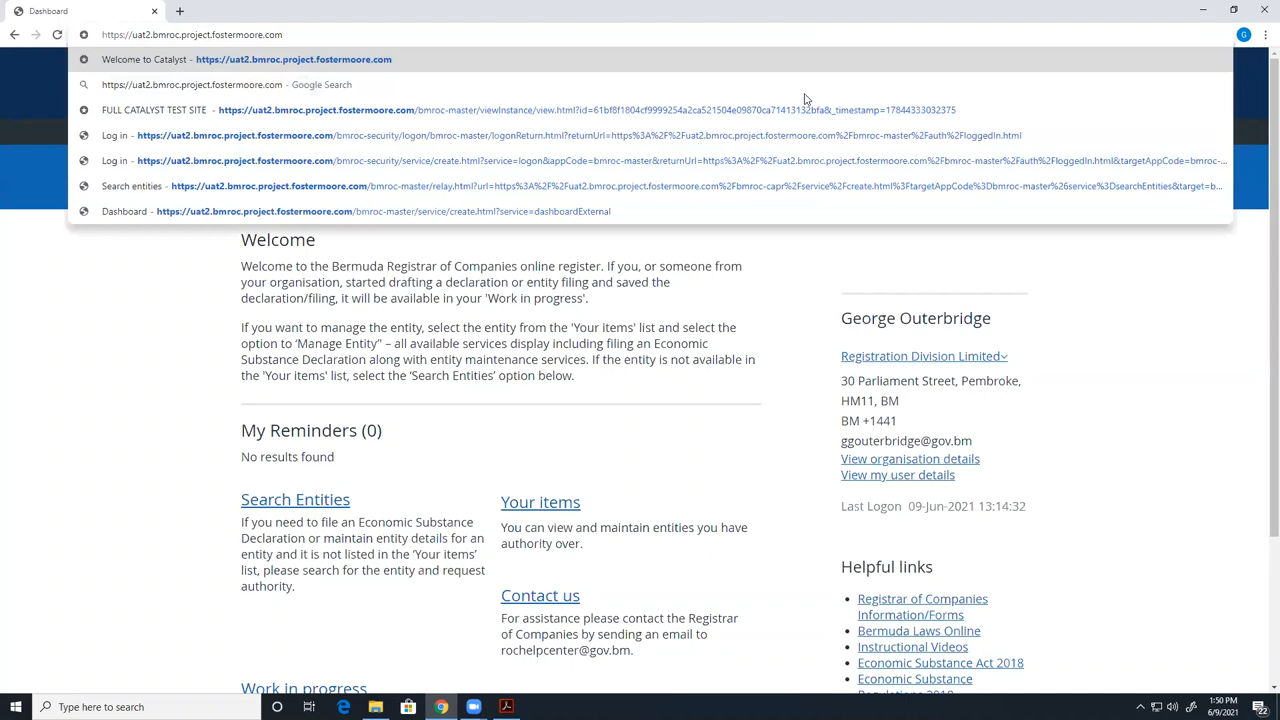 Dashboard
https://uat2.bmroc.project.fostermoore.com
G
Welcome to Catalyst - https://uat2.bmroc.project.fostermoore.com
https://uat2.bmroc.project.fostermoore.com - Google Search
FULL CATALYST TEST SITE - https://uat2.bmroc.project.fostermoore.com/bmroc-master/viewInstance/view.html?id=61bf8f1804cf9999254a2ca521504e09870ca71413132bfa&_timestamp=17844333032375
Log in - https://uat2.bmroc.project.fostermoore.com/bmroc-security/logon/bmroc-master/logonReturn.html?returnUrl=https%3A%2F%2Fuat2.bmroc.project.fostermoore.com%2Fbmroc-master%2Fauth%2FloggedIn.html
Log in - https://uat2.bmroc.project.fostermoore.com/bmroc-security/service/create.html?service=logon&appCode=bmroc-master&returnUrl=https%3A%2F%2Fuat2.bmroc.project.fostermoore.com%2Fbmroc-master%2Fauth%2FloggedIn.html&targetAppCode=bmroc-...
Search entities - https://uat2.bmroc.project.fostermoore.com/bmroc-master/relay.html?url=https%3A%2F%2Fuat2.bmroc.project.fostermoore.com%2Fbmroc-capr%2Fservice%2Fcreate.html%3FtargetAppCode%3Dbmroc-master%26service%3DsearchEntities&target=b...
Dashboard - https://uat2.bmroc.project.fostermoore.com/bmroc-master/service/create.html?service=dashboardExternal
Welcome
Welcome to the Bermuda Registrar of Companies online register. If you, or someone from
your organisation, started drafting a declaration or entity filing and saved the
declaration/filing, it will be available in your 'Work in progress'.
If you want to manage the entity, select the entity from the 'Your items' list and select the
option to ‘Manage Entity” – all available services display including filing an Economic
Substance Declaration along with entity maintenance services. If the entity is not available in
the 'Your items' list, select the ‘Search Entities’ option below.
My Reminders (0)
No results found
Search Entities
If you need to file an Economic Substance
Declaration or maintain entity details for an
entity and it is not listed in the ‘Your items’
list, please search for the entity and request
authority.
Your items
You can view and maintain entities you have
authority over.
Contact us
For assistance please contact the Registrar
of Companies by sending an email to
rochelpcenter@gov.bm.
Work in progress
George Outerbridge
Registration Division Limited
30 Parliament Street, Pembroke,
HM11, BM
BM +1441
ggouterbridge@gov.bm
View organisation details
View my user details
Last Logon 09-Jun-2021 13:14:32
Helpful links
Registrar of Companies
Information/Forms
Bermuda Laws Online
Instructional Videos
Economic Substance Act 2018
Economic Substance
Regulations 2018
Type here to search
1:50 PM
6/9/2021
22